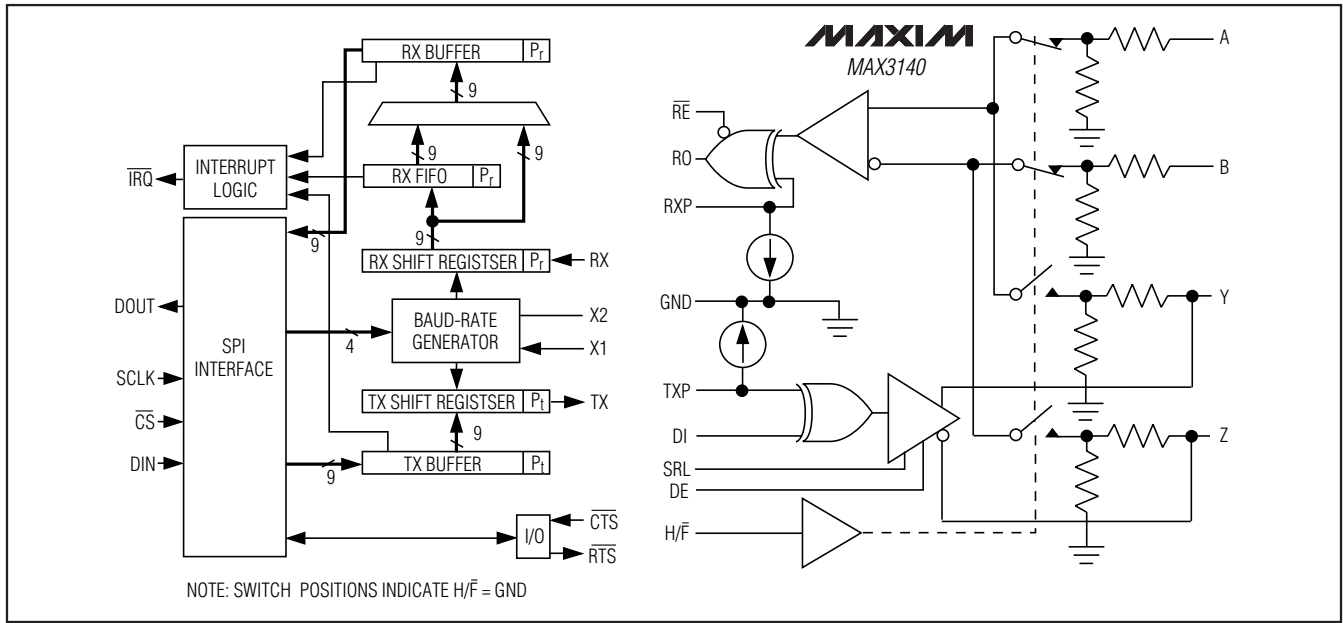 RX BUFFER Pr
9
9
9
INTERRUPT
LOGIC
IRQ
RX FIFO Pr
9
9
RX SHIFT REGISTSER Pr
RX
DOUT
SPI
INTERFACE
4
BAUD-RATE
GENERATOR
X2
X1
SCLK
CS
DIN
TX SHIFT REGISTSER Pt
TX
9
9
TX BUFFER Pt
I/O
CTS
RTS
NOTE: SWITCH POSITIONS INDICATE H/F̅ = GND
MAXIM
MAX3140
RE
RO
RXP
GND
TXP
DI
SRL
DE
H/F̅
A
B
Y
Z